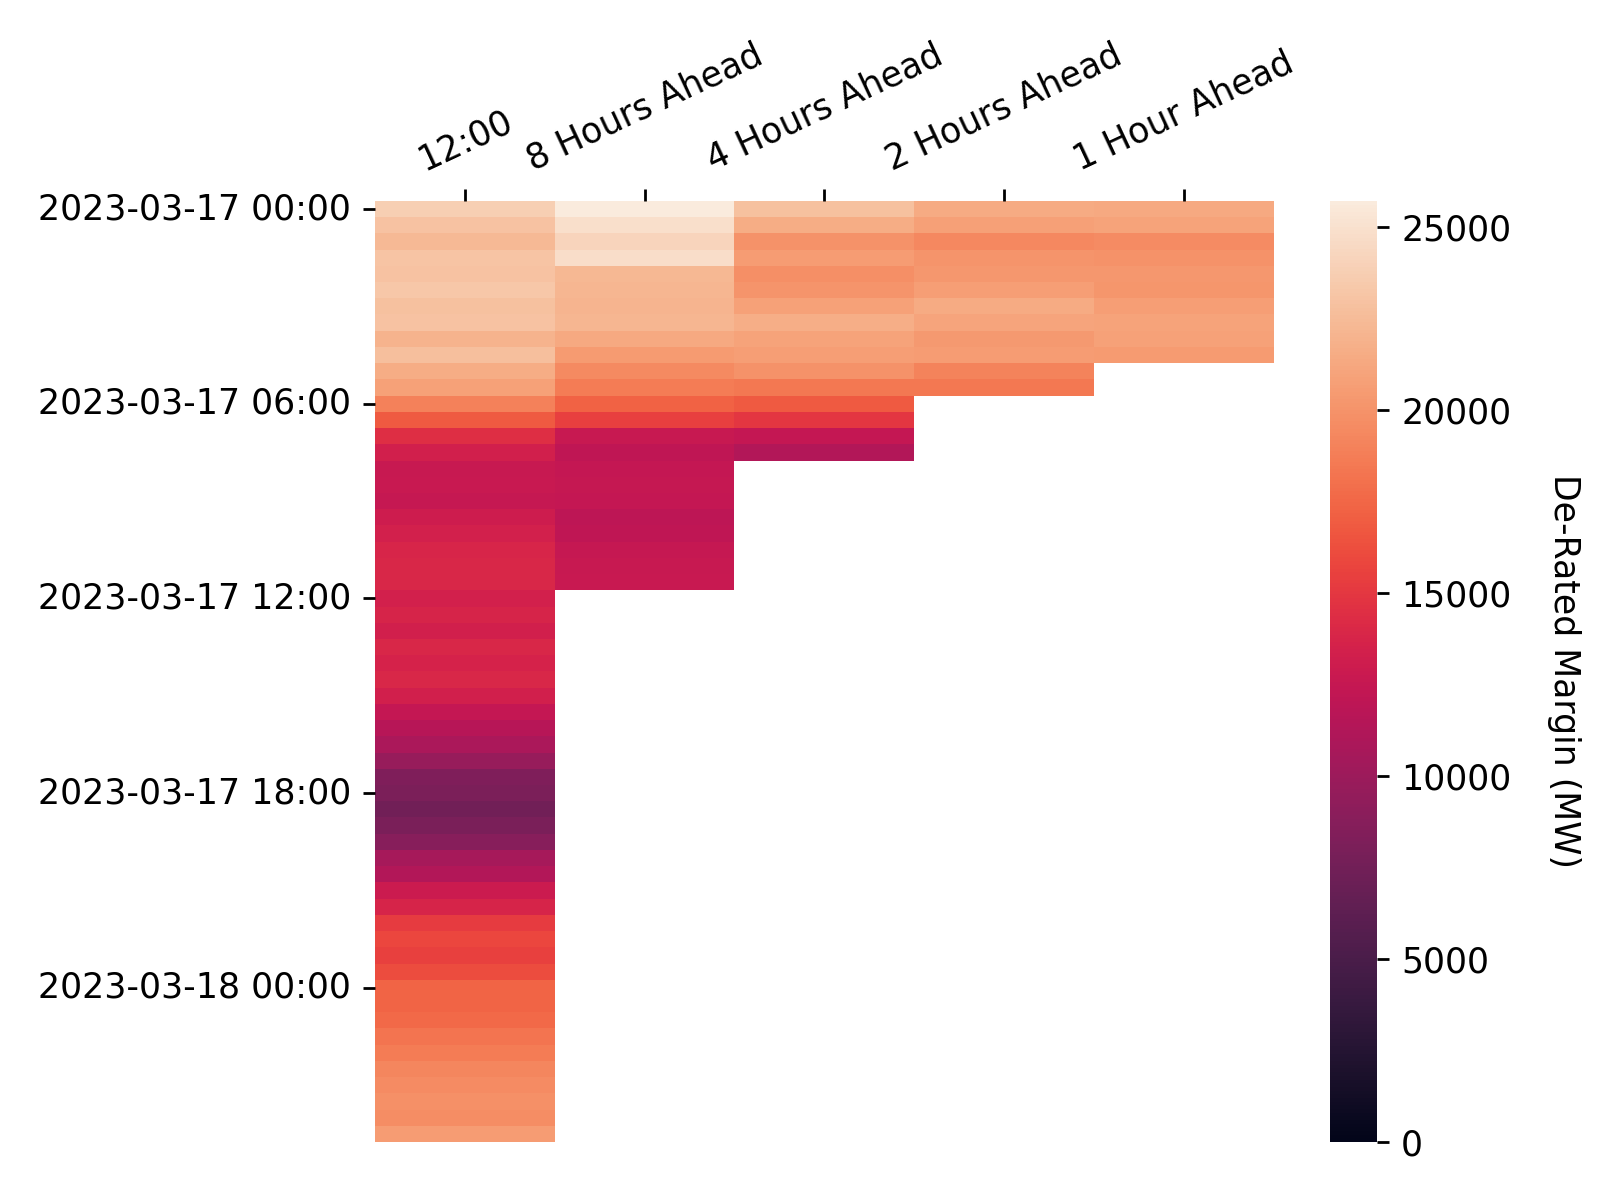 12:00
8 Hours Ahead
4 Hours Ahead
2 Hours Ahead
1 Hour Ahead
2023-03-17 00:00
2023-03-17 06:00
2023-03-17 12:00
2023-03-17 18:00
2023-03-18 00:00
25000
20000
15000
10000
5000
0
De-Rated Margin (MW)